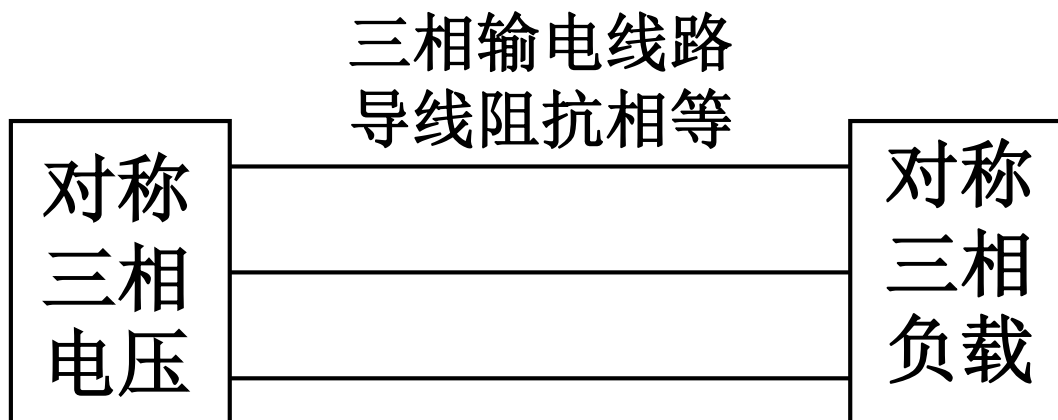 三相输电线路
导线阻抗相等
对称
三相
电压
对称
三相
负载